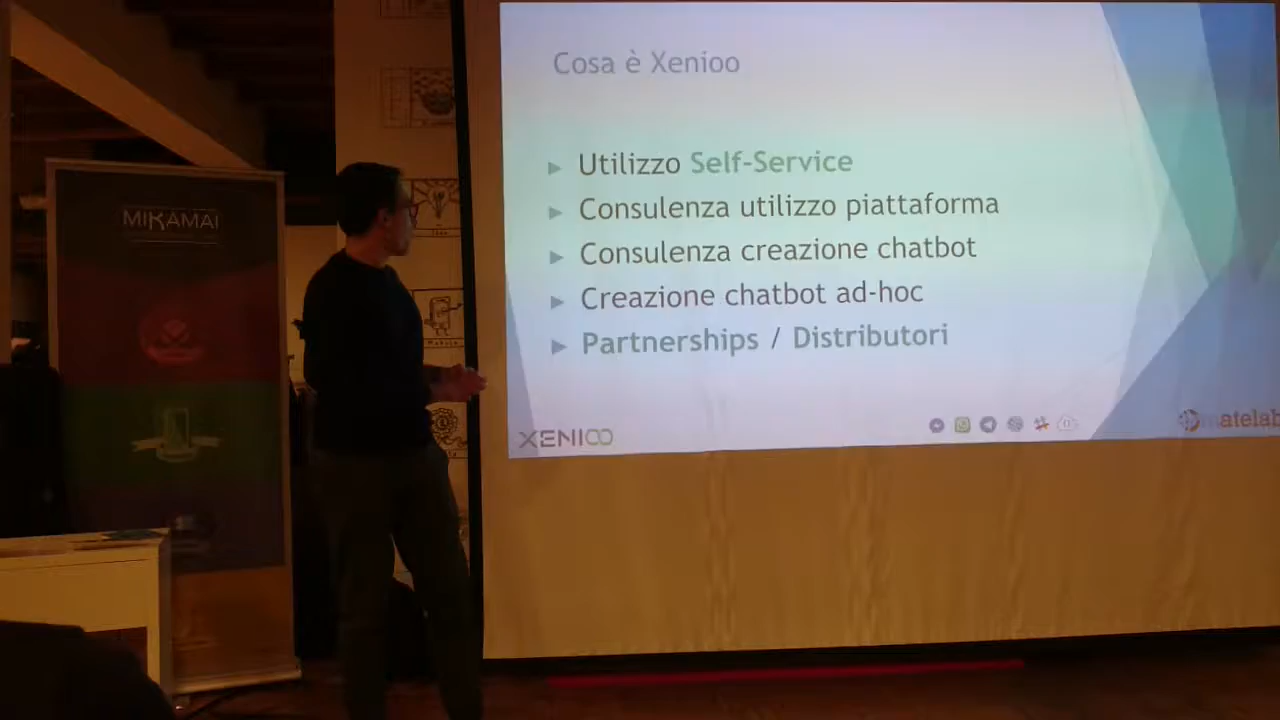 Cosa è Xenioo
Utilizzo Self-Service
Consulenza utilizzo piattaforma
Consulenza creazione chatbot
Creazione chatbot ad-hoc
Partnerships / Distributori
XENIOO
matelab
MIKAMAI